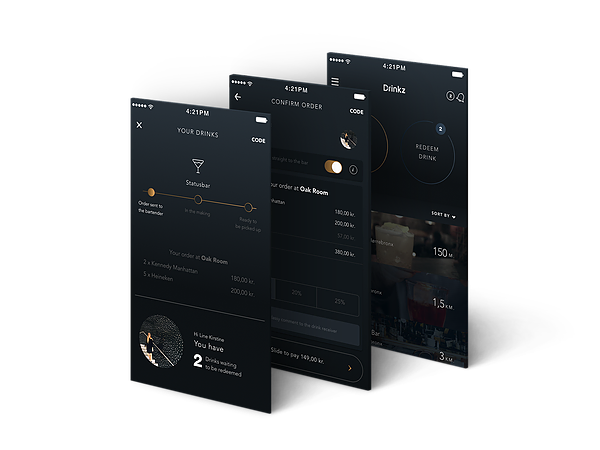 4:21PM
YOUR DRINKS
CODE
Statusbar
Order sent to
the bartender
In the making
Ready to
be picked up
Your order at Oak Room
2 x Kennedy Manhattan
180,00 kr.
5 x Heineken
200,00 kr.
Hi Line Kirstine
You have
2 Drinks waiting
to be redeemed
4:21PM
CONFIRM ORDER
CODE
straight to the bar
your order at Oak Room
180,00 kr.
200,00 kr.
380,00 kr.
20%
25%
Slide to pay 149,00 kr.
4:21PM
Drinkz
2
REDEEM
DRINK
SORT BY
150 M
1,5 KM
Bar
3 KM